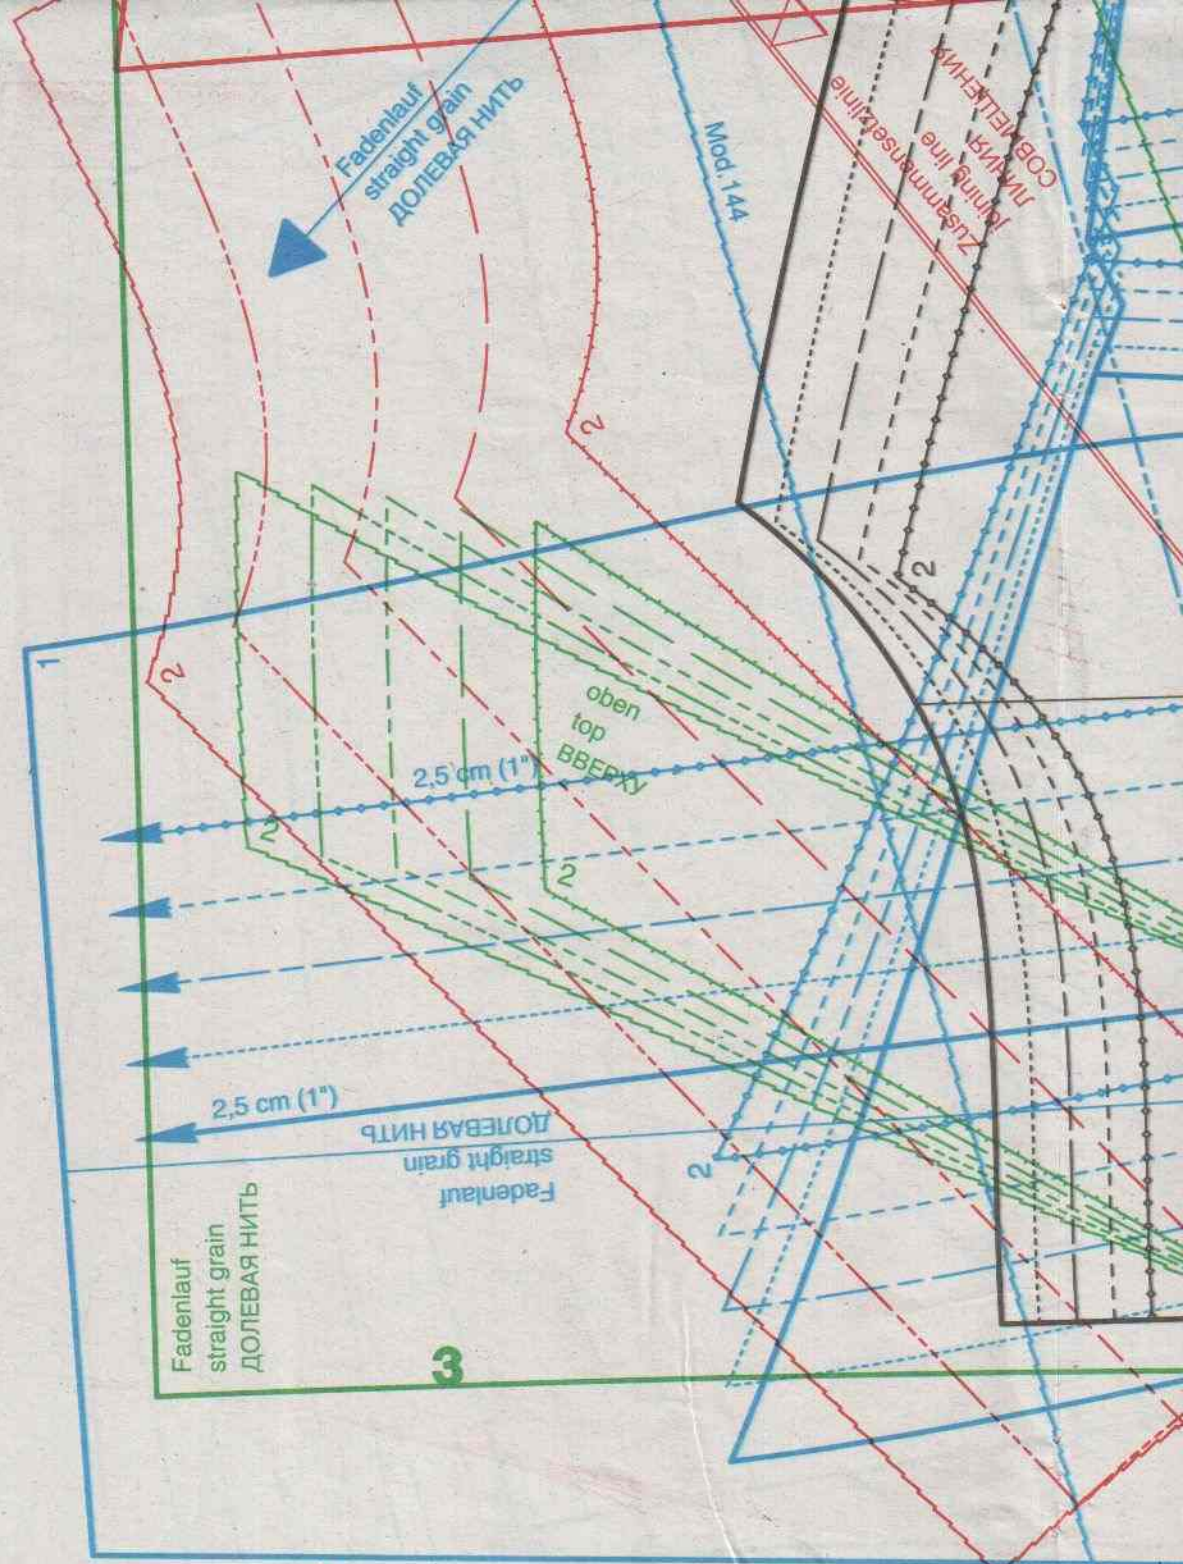 Fadenlauf
straight grain
ДОЛЕВАЯ НИТЬ
Mod.144
Zusammensetzlinie
joining line
ЛИНИЯ
СОВМЕЩЕНИЯ
2
2
1
2
oben
top
ВВЕРХУ
2,5 cm (1")
2
2
2,5 cm (1")
Fadenlauf
straight grain
ДОЛЕВАЯ НИТЬ
2
Fadenlauf
straight grain
ДОЛЕВАЯ НИТЬ
3